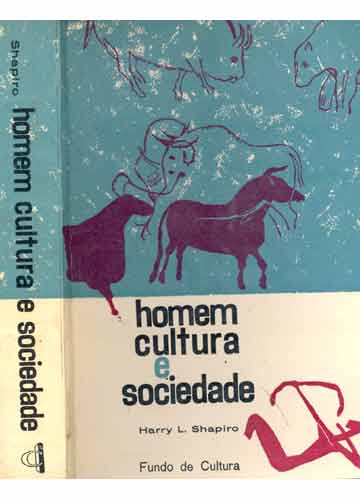 Shapiro
homem cultura e sociedade
homem
cultura
e
sociedade
Harry L. Shapiro
Fundo de Cultura